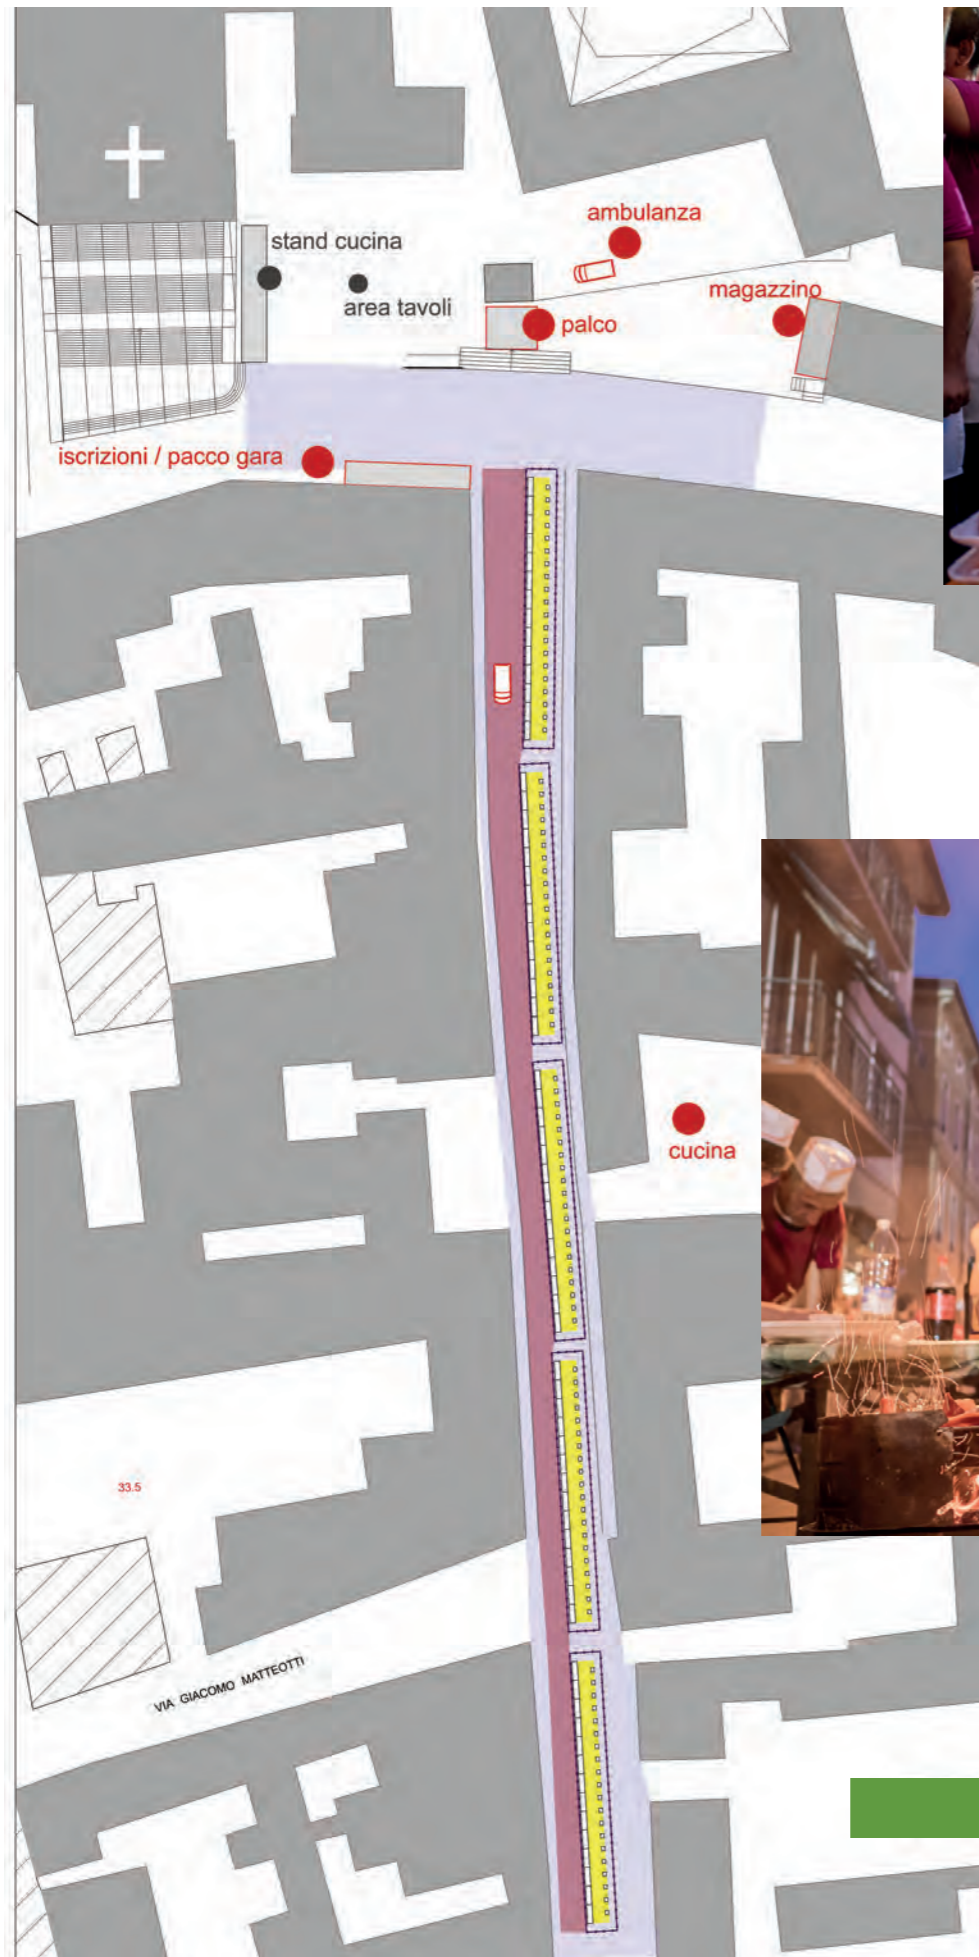 ambulanza
stand cucina
magazzino
area tavoli
palco
iscrizioni / pacco gara
cucina
33.5
VIA GIACOMO MATTEOTTI